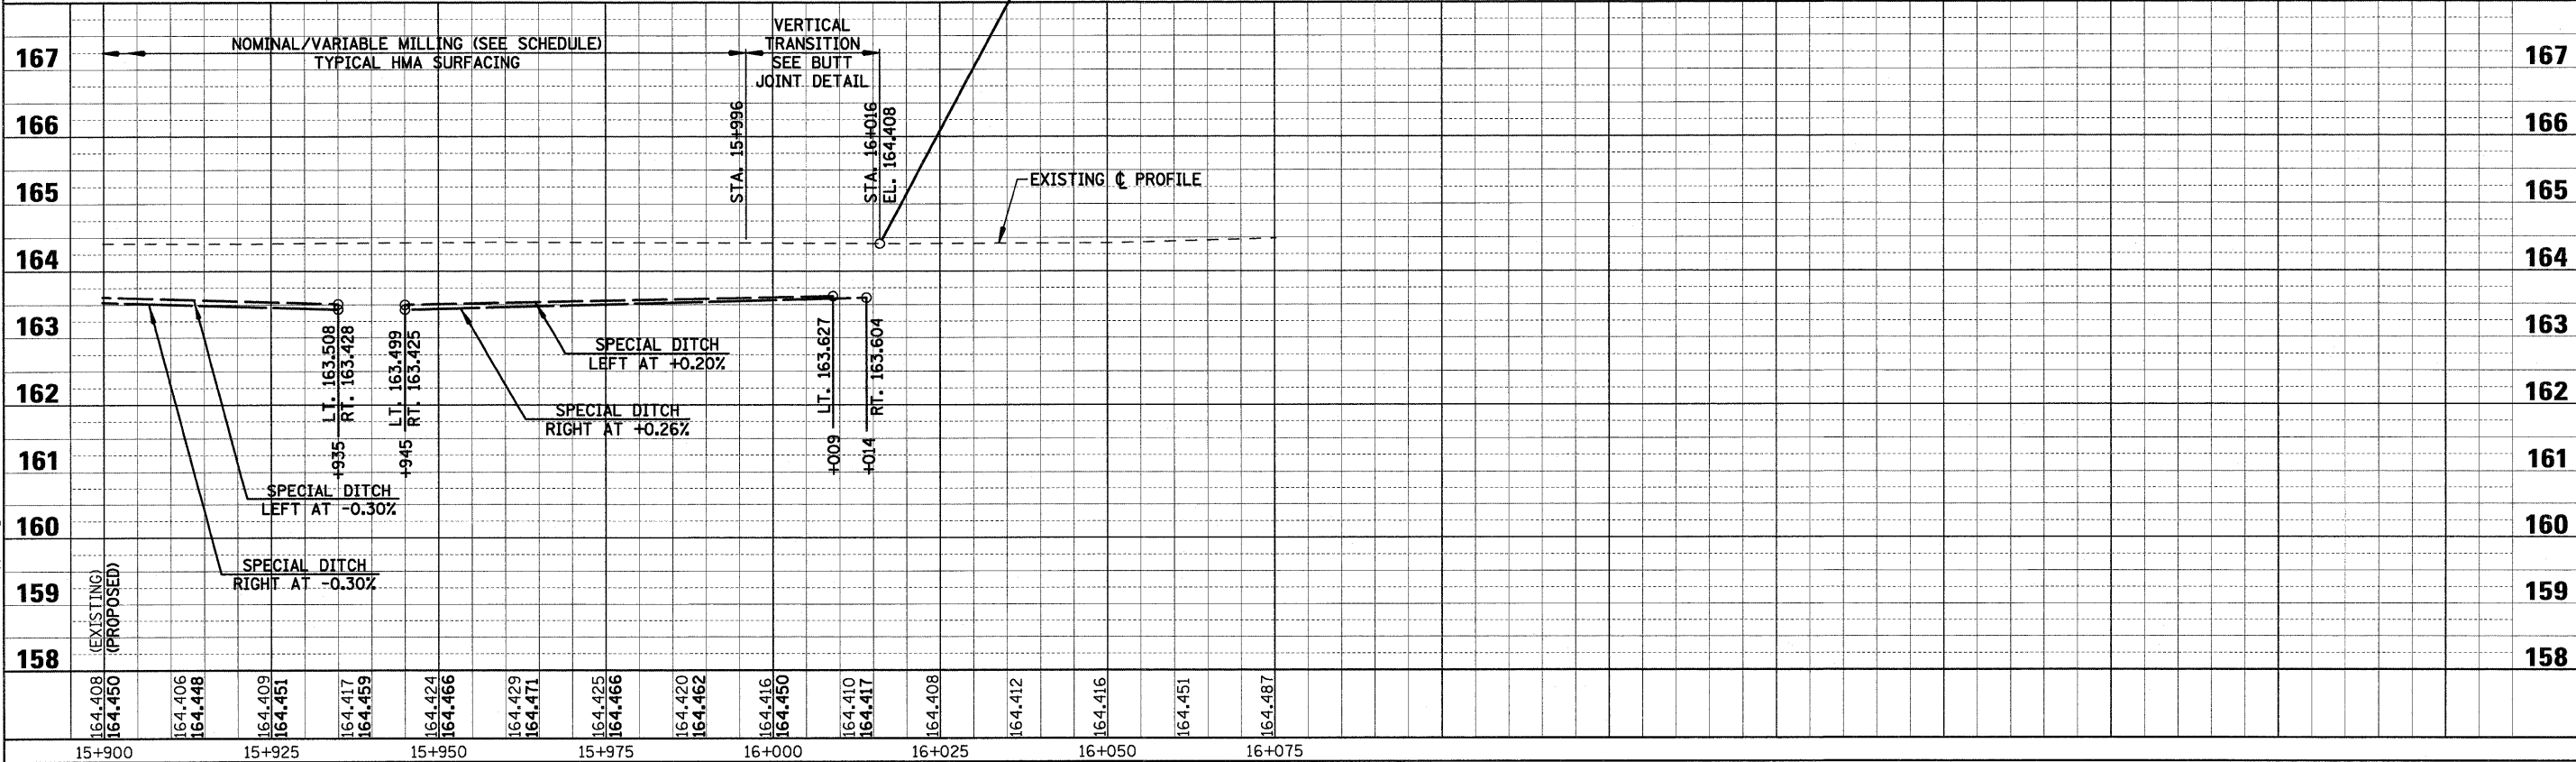 VERTICAL
TRANSITION
SEE BUTT
JOINT DETAIL
NOMINAL/VARIABLE MILLING (SEE SCHEDULE)
TYPICAL HMA SURFACING
167
167
166
166
165
165
164
164
163
163
162
162
161
161
160
160
159
159
158
158
STA. 15+996
STA. 16+016
EL. 164.408
EXISTING ℄ PROFILE
LT. 163.508
RT. 163.428
+935
LT. 163.499
RT. 163.425
+945
SPECIAL DITCH
LEFT AT +0.20%
SPECIAL DITCH
RIGHT AT +0.26%
LT. 163.627
+009
RT. 163.604
+014
SPECIAL DITCH
LEFT AT -0.30%
SPECIAL DITCH
RIGHT AT -0.30%
(EXISTING)
(PROPOSED)
164.408
164.450
164.406
164.448
164.409
164.451
164.417
164.459
164.424
164.466
164.429
164.471
164.425
164.466
164.420
164.462
164.416
164.450
164.410
164.417
164.408
164.412
164.416
164.451
164.487
15+900
15+925
15+950
15+975
16+000
16+025
16+050
16+075